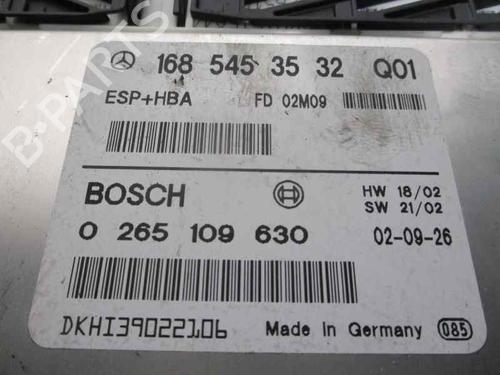 168 545 35 32 Q01
ESP+HBA FD 02M09
BOSCH HW 18/02
SW 21/02
0 265 109 630 02-09-26
DKHI39022106 Made in Germany 085
B-PARTS